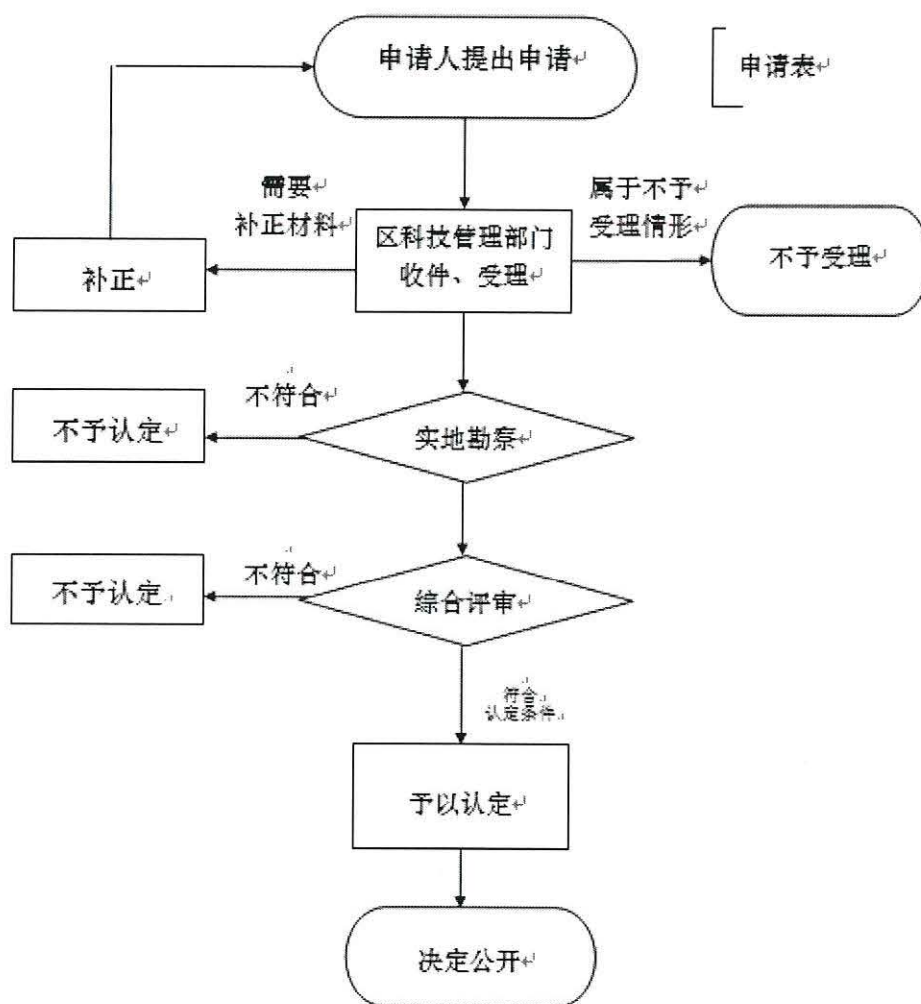 申请人提出申请
申请表
需要
补正材料
属于不予
受理情形
补正
区科技管理部门
收件、受理
不予受理
不符合
不予认定
实地勘察
不符合
不予认定
综合评审
符合
认定条件
予以认定
决定公开